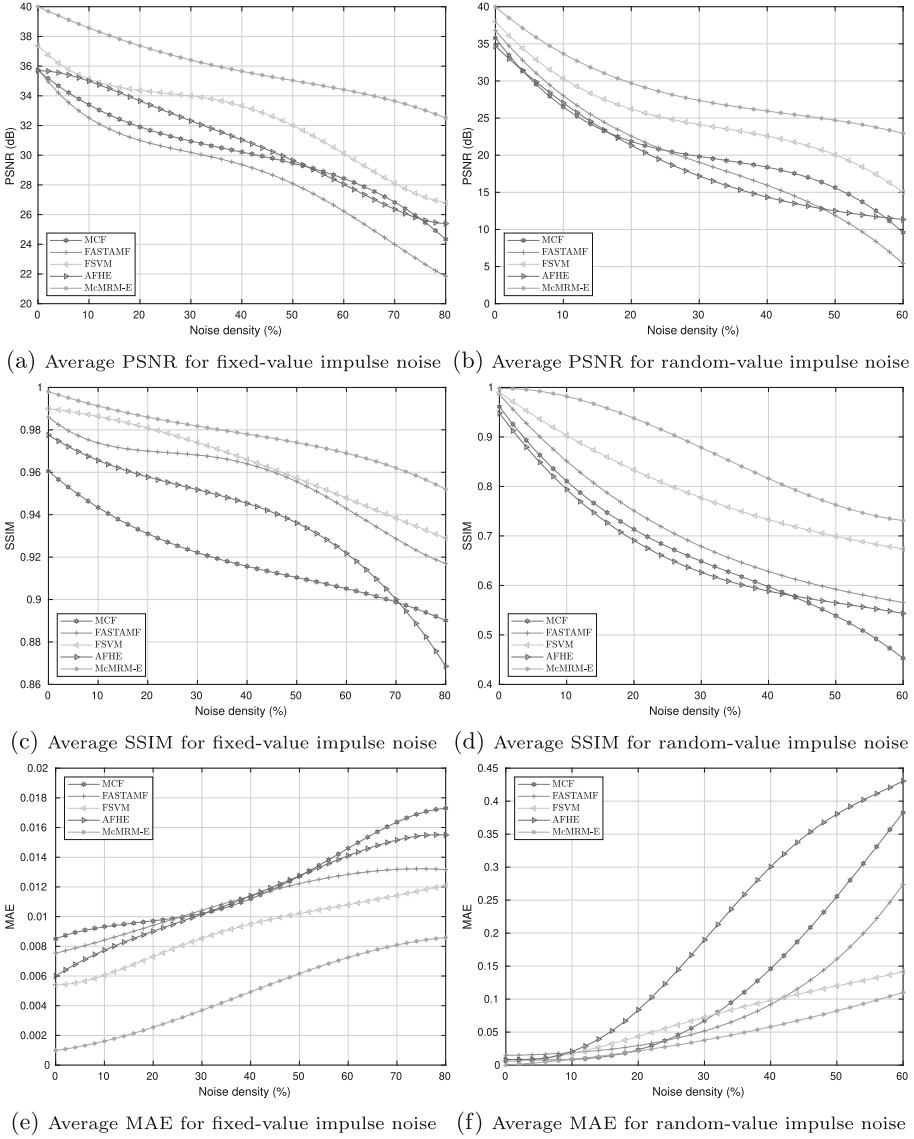 40
38
36
34
32
30
28
26
24
22
20
PSNR (dB)
MCF
FASTAMF
FSVM
AFHE
McMRM-E
0 10 20 30 40 50 60 70 80
Noise density (%)
(a) Average PSNR for fixed-value impulse noise
40
35
30
25
20
15
10
5
0
PSNR (dB)
MCF
FASTAMF
FSVM
AFHE
McMRM-E
0 10 20 30 40 50 60
Noise density (%)
(b) Average PSNR for random-value impulse noise
1
0.98
0.96
0.94
0.92
0.9
0.88
0.86
SSIM
MCF
FASTAMF
FSVM
AFHE
McMRM-E
0 10 20 30 40 50 60 70 80
Noise density (%)
(c) Average SSIM for fixed-value impulse noise
1
0.9
0.8
0.7
0.6
0.5
0.4
SSIM
MCF
FASTAMF
FSVM
AFHE
McMRM-E
0 10 20 30 40 50 60
Noise density (%)
(d) Average SSIM for random-value impulse noise
0.02
0.018
0.016
0.014
0.012
0.01
0.008
0.006
0.004
0.002
0
MAE
MCF
FASTAMF
FSVM
AFHE
McMRM-E
0 10 20 30 40 50 60 70 80
Noise density (%)
(e) Average MAE for fixed-value impulse noise
0.45
0.4
0.35
0.3
0.25
0.2
0.15
0.1
0.05
0
MAE
MCF
FASTAMF
FSVM
AFHE
McMRM-E
0 10 20 30 40 50 60
Noise density (%)
(f) Average MAE for random-value impulse noise